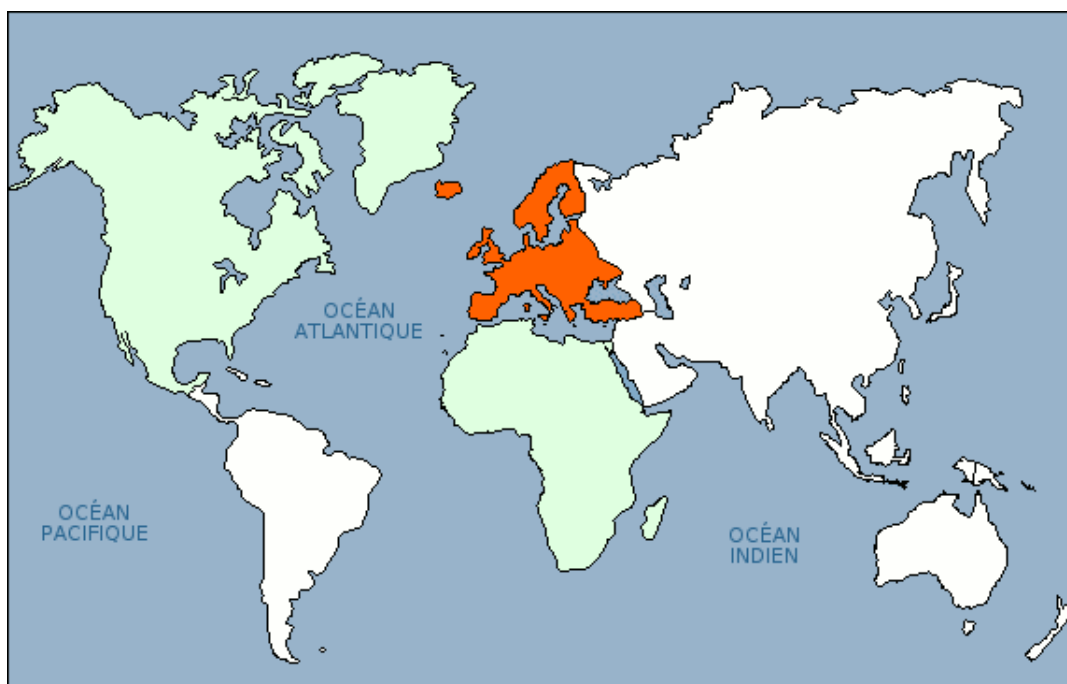 OCÉAN
ATLANTIQUE
OCÉAN
PACIFIQUE
OCÉAN
INDIEN